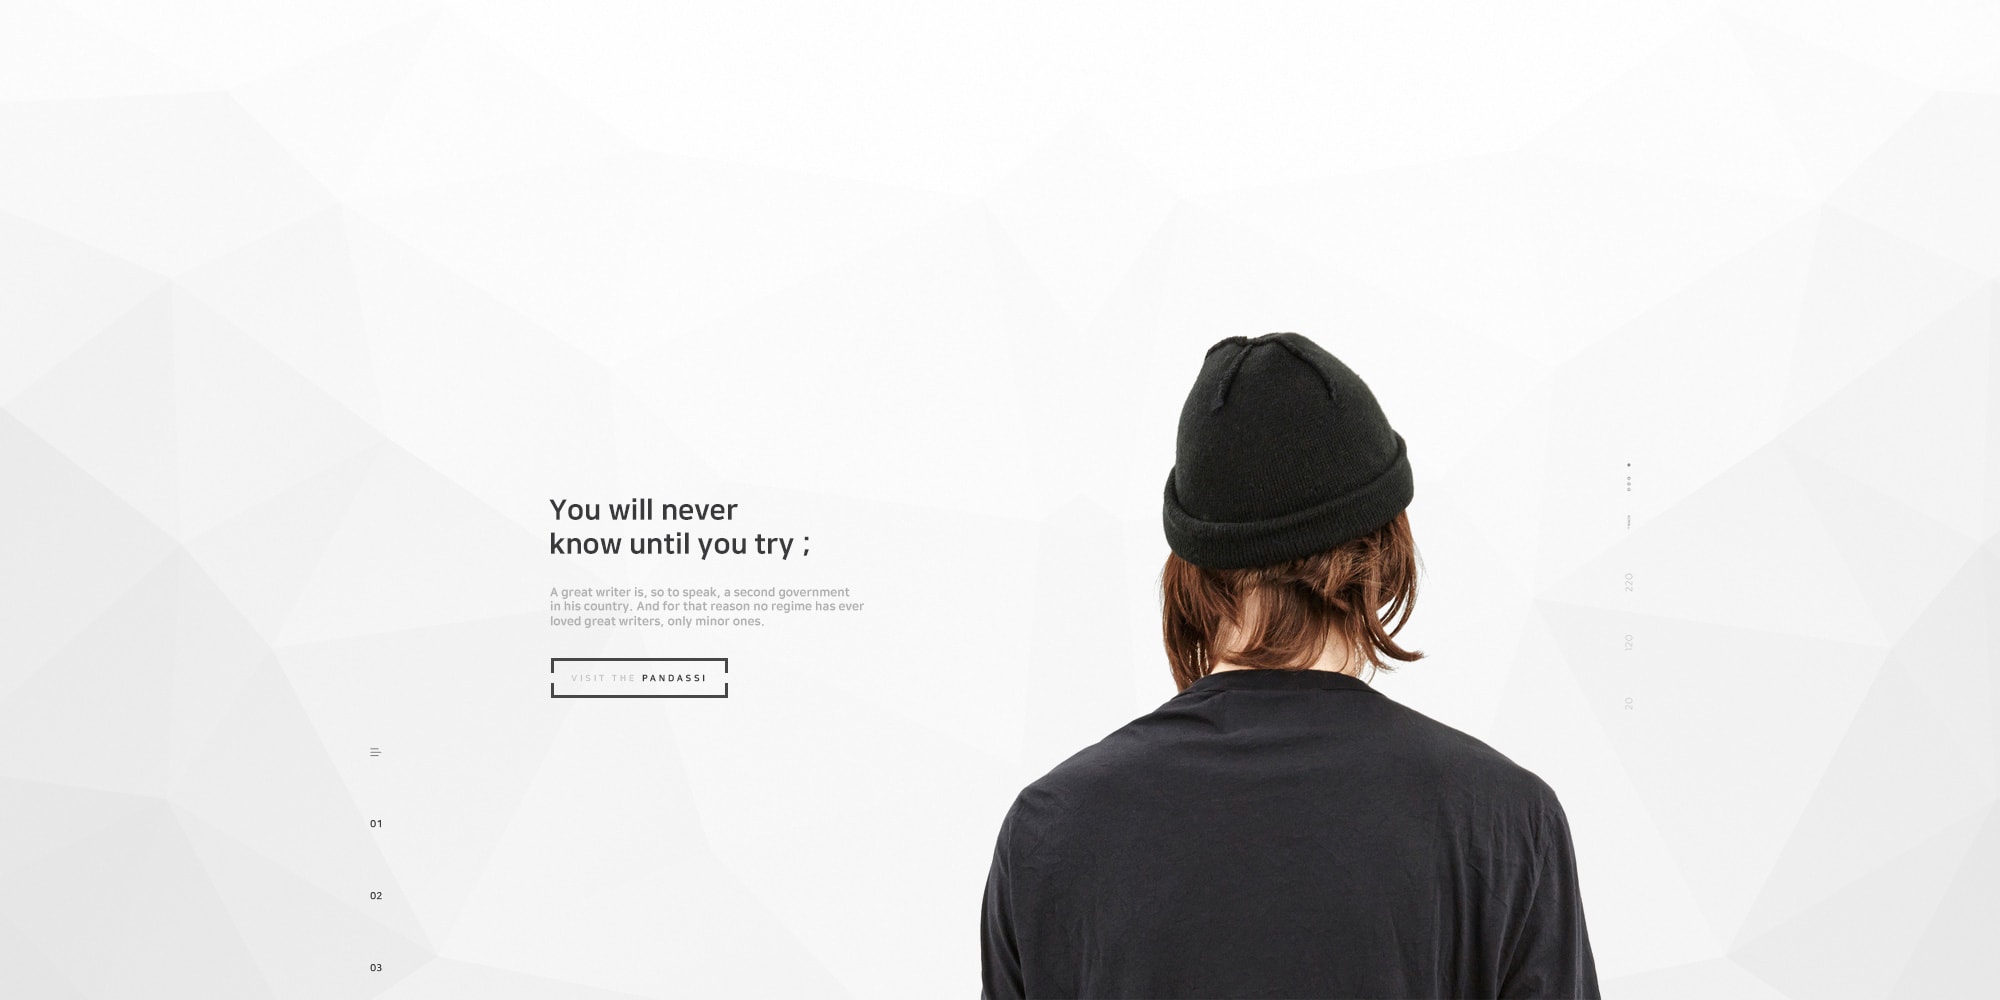 You will never
know until you try ;
A great writer is, so to speak, a second government
in his country. And for that reason no regime has ever
loved great writers, only minor ones.
VISIT THE PANDASSI
01
02
03
220
120
20